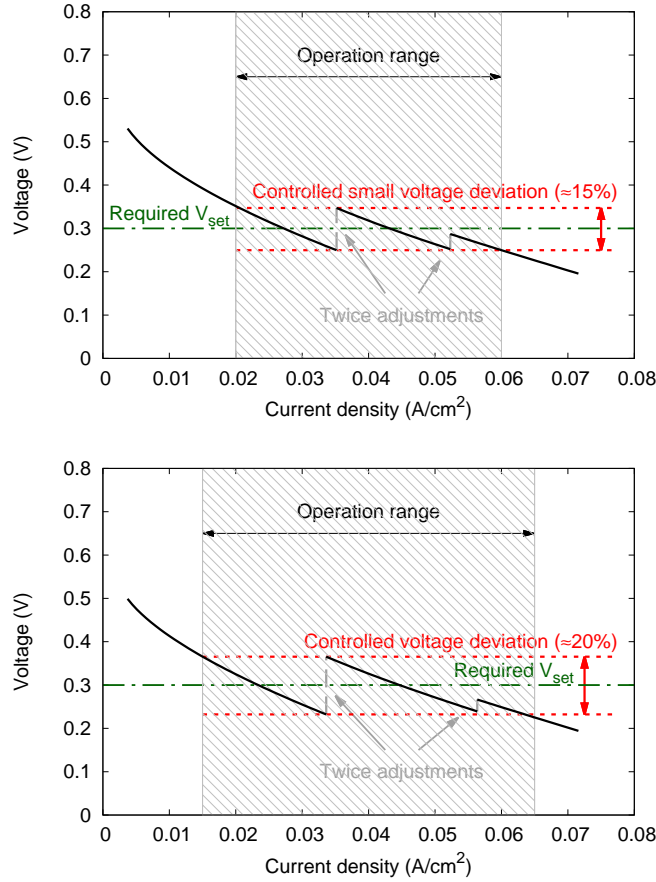 0.8
0.7
0.6
0.5
0.4
0.3
0.2
0.1
0
Voltage (V)
Operation range
Controlled small voltage deviation (≈15%)
Required V_set
Twice adjustments
0 0.01 0.02 0.03 0.04 0.05 0.06 0.07 0.08
Current density (A/cm²)
0.8
0.7
0.6
0.5
0.4
0.3
0.2
0.1
0
Voltage (V)
Operation range
Controlled voltage deviation (≈20%)
Required V_set
Twice adjustments
0 0.01 0.02 0.03 0.04 0.05 0.06 0.07 0.08
Current density (A/cm²)